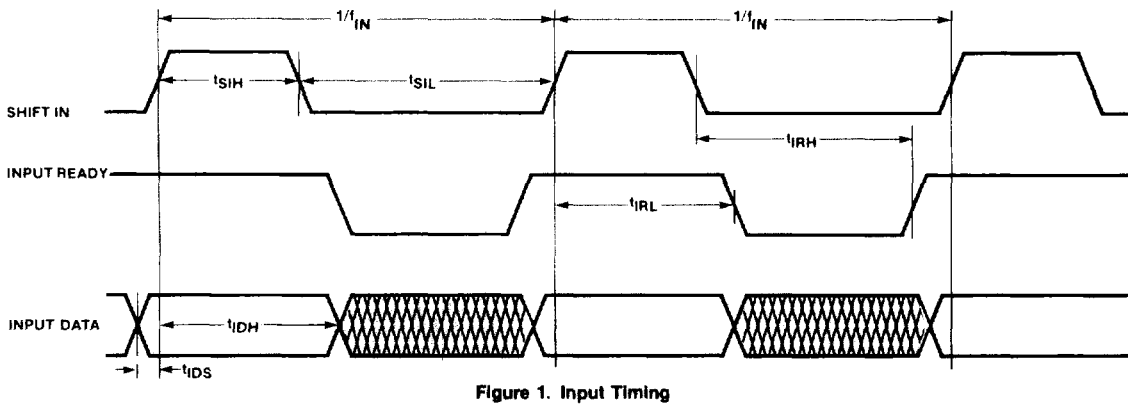 1/fIN 1/fIN
tSIH tSIL
SHIFT IN
tIRH
INPUT READY
tIRL
INPUT DATA
tIDH
tIDS
Figure 1. Input Timing